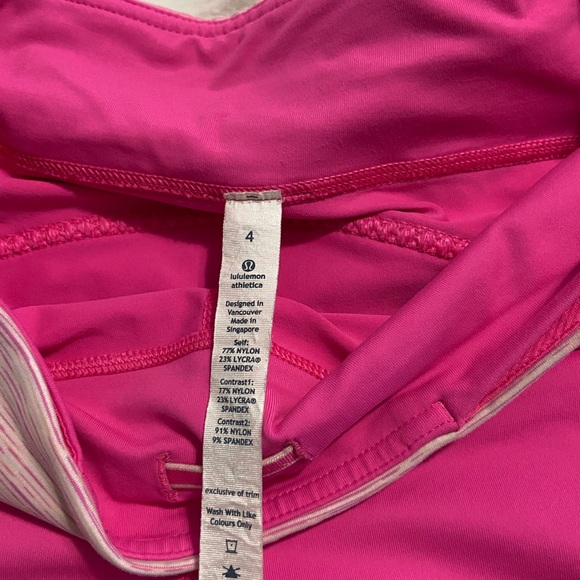 4
lululemon
athletica
Designed in
Vancouver
Made in
Singapore
Self:
77% NYLON
23% LYCRA®
SPANDEX
Contrast1:
77% NYLON
23% LYCRA®
SPANDEX
Contrast2:
91% NYLON
9% SPANDEX
exclusive of trim
Wash With Like
Colours Only